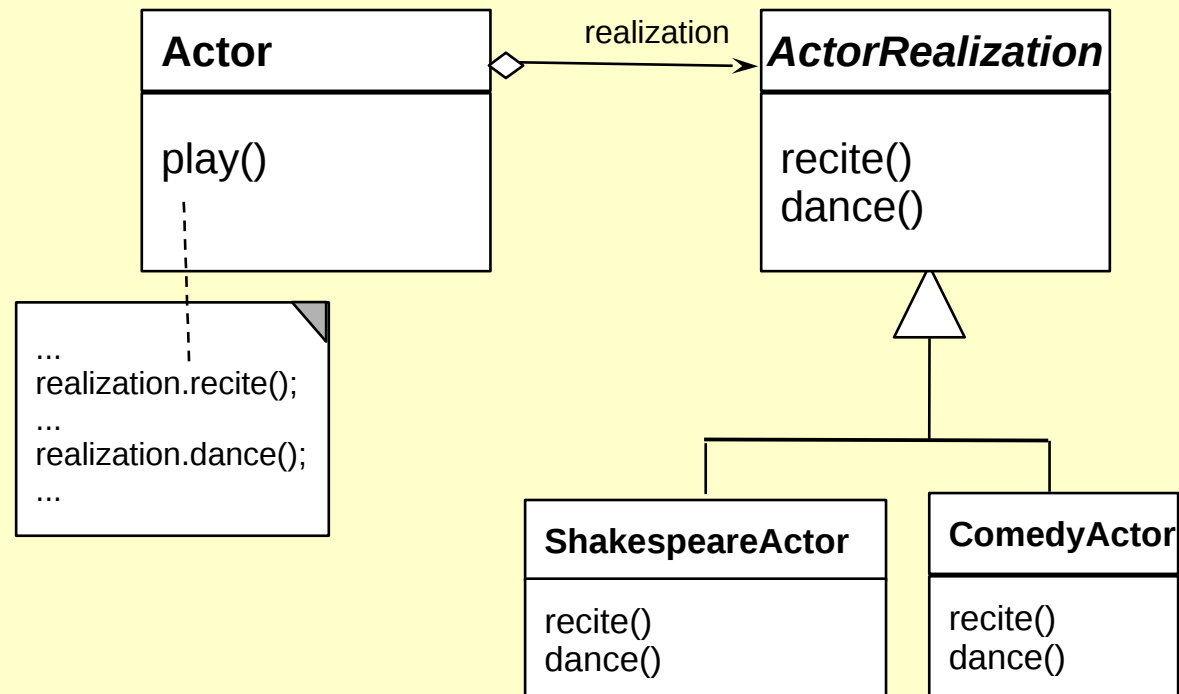 Actor
play()
realization
ActorRealization
recite()
dance()
...
realization.recite();
...
realization.dance();
...
ShakespeareActor
recite()
dance()
ComedyActor
recite()
dance()